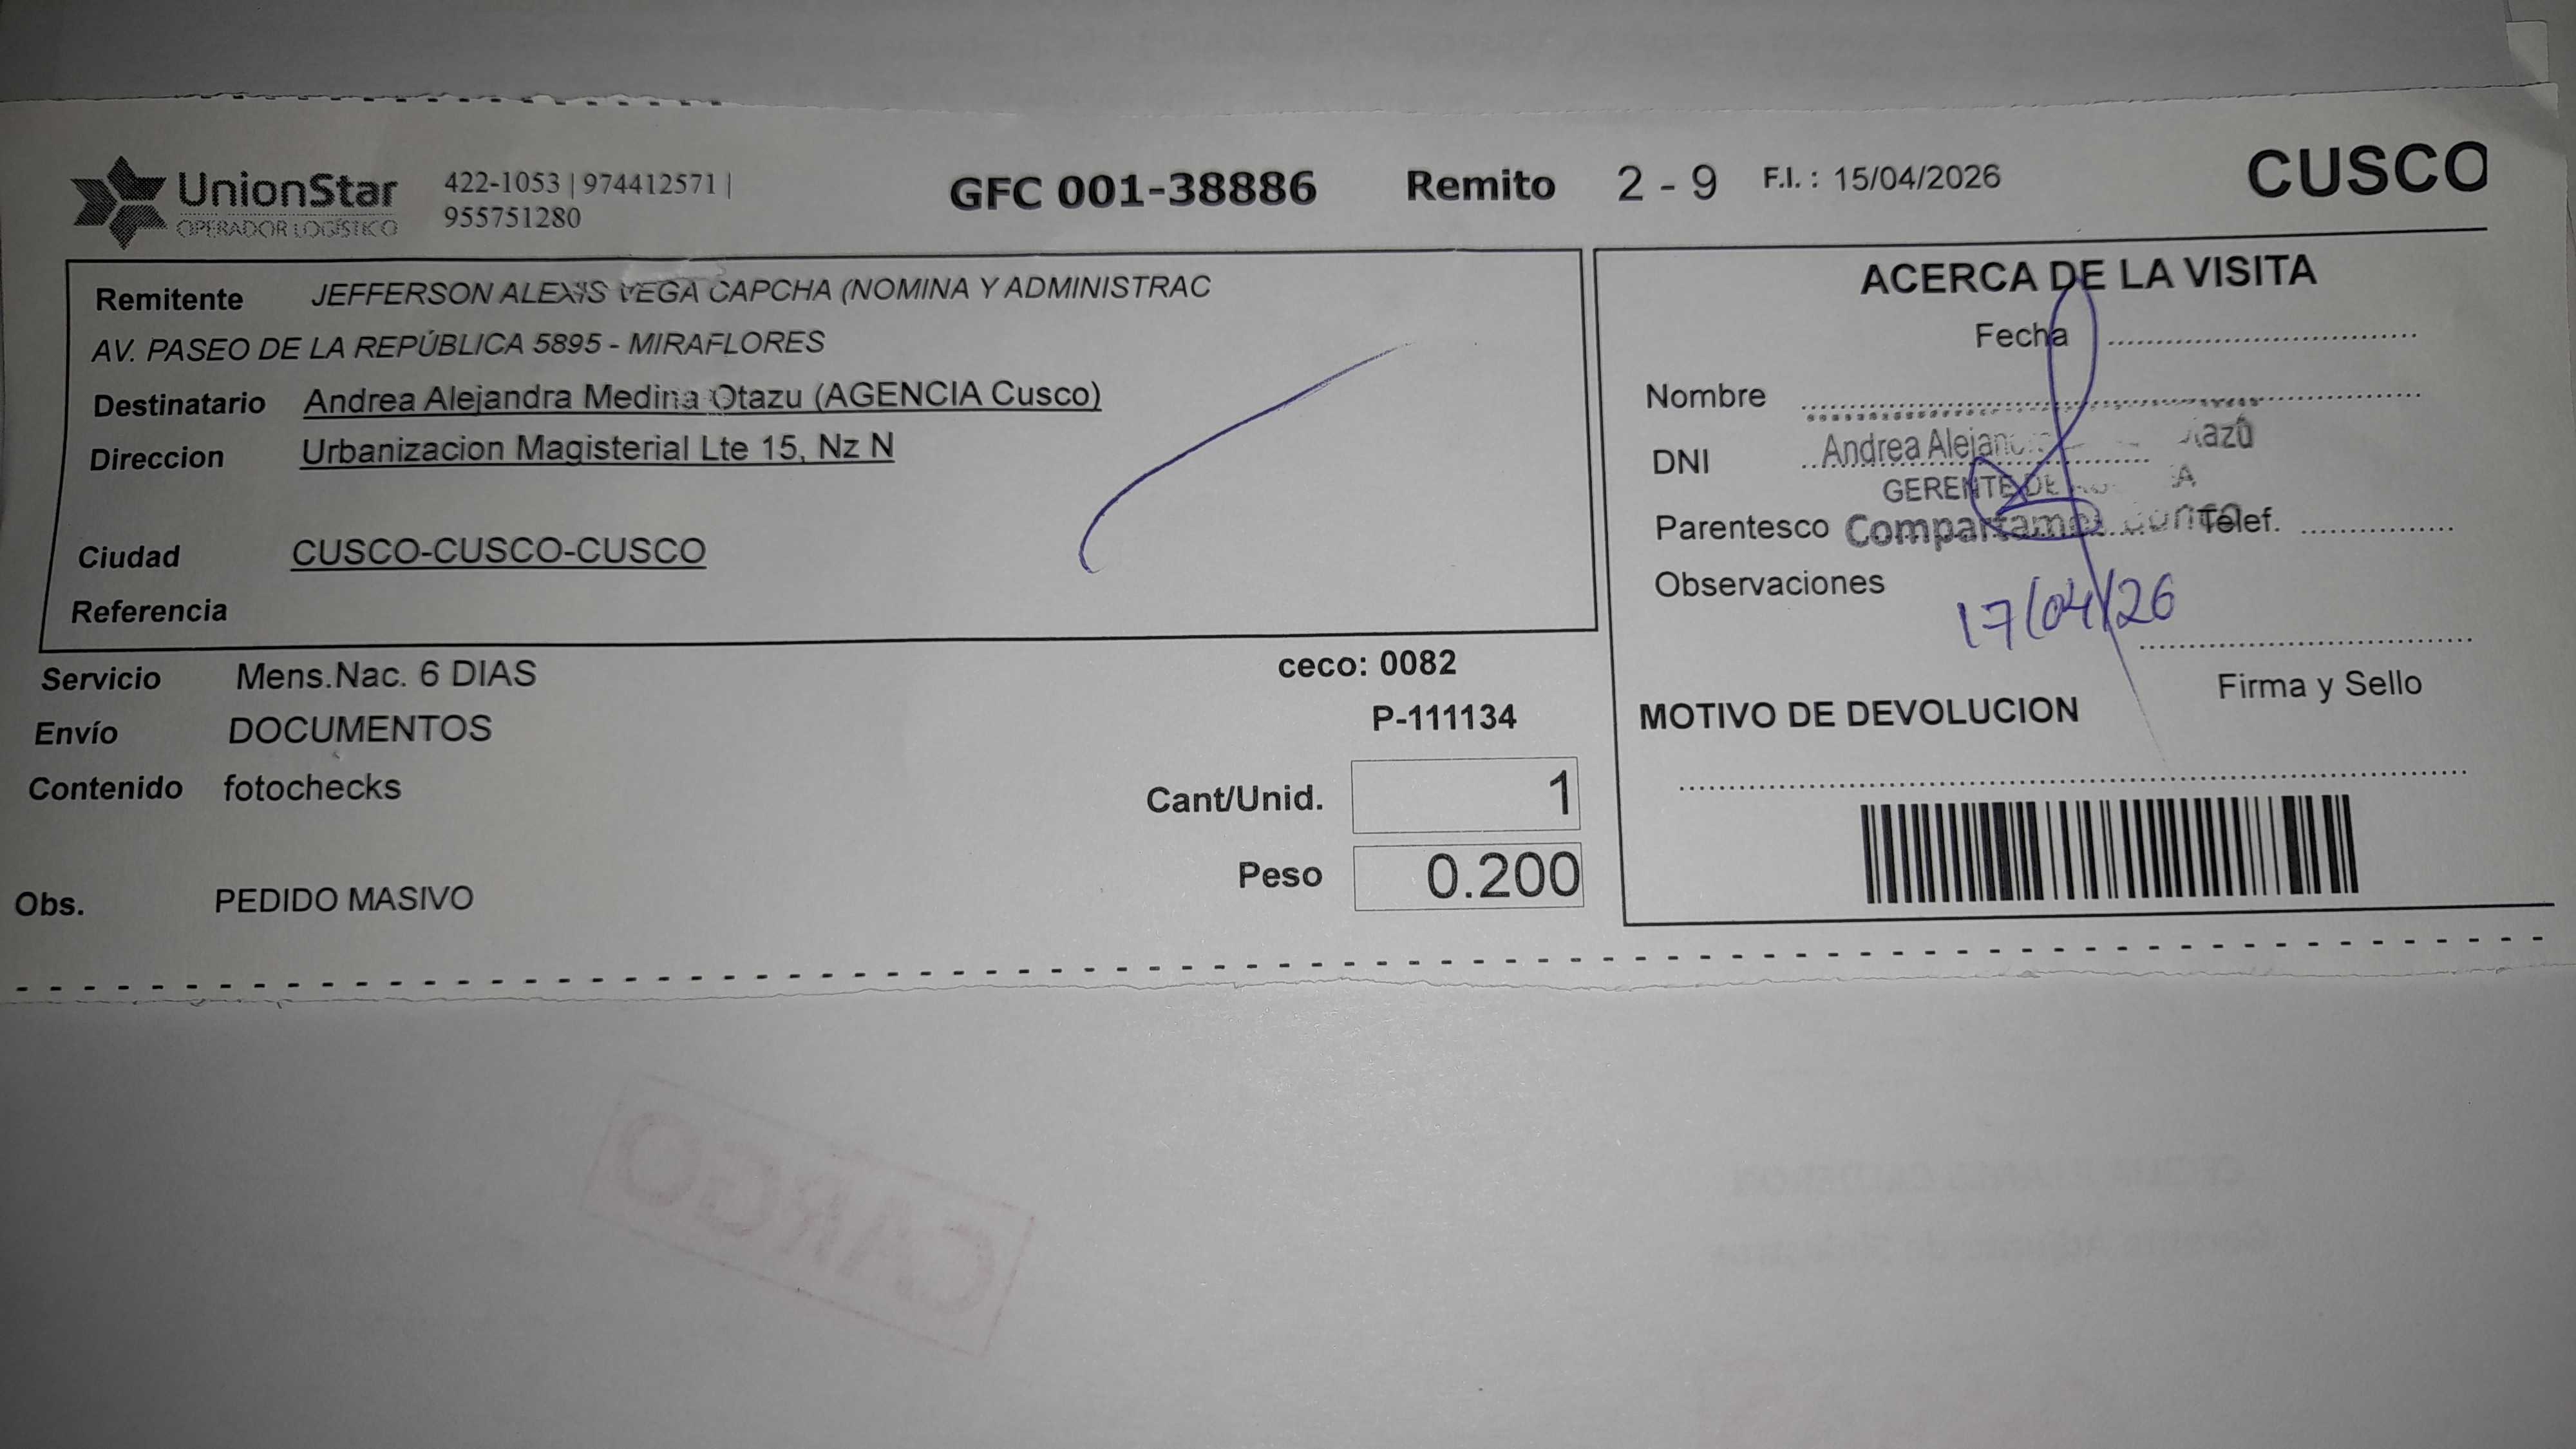 UnionStar
OPERADOR LOGÍSTICO
422-1053 | 974412571 |
955751280
GFC 001-38886 Remito 2 - 9 F.I. : 15/04/2026 CUSCO
Remitente JEFFERSON ALEXIS VEGA CAPCHA (NOMINA Y ADMINISTRAC
AV. PASEO DE LA REPÚBLICA 5895 - MIRAFLORES
Destinatario Andrea Alejandra Medina Otazu (AGENCIA Cusco)
Direccion Urbanizacion Magisterial Lte 15, Nz N
Ciudad CUSCO-CUSCO-CUSCO
Referencia
Servicio Mens.Nac. 6 DIAS
Envío DOCUMENTOS
Contenido fotochecks
Obs. PEDIDO MASIVO
ceco: 0082
P-111134
Cant/Unid. 1
Peso 0.200
ACERCA DE LA VISITA
Fecha
Nombre
DNI Andrea
GERENTE DE
Parentesco Compartamos Telef.
Observaciones
17/04/26
Firma y Sello
MOTIVO DE DEVOLUCION
CARGO